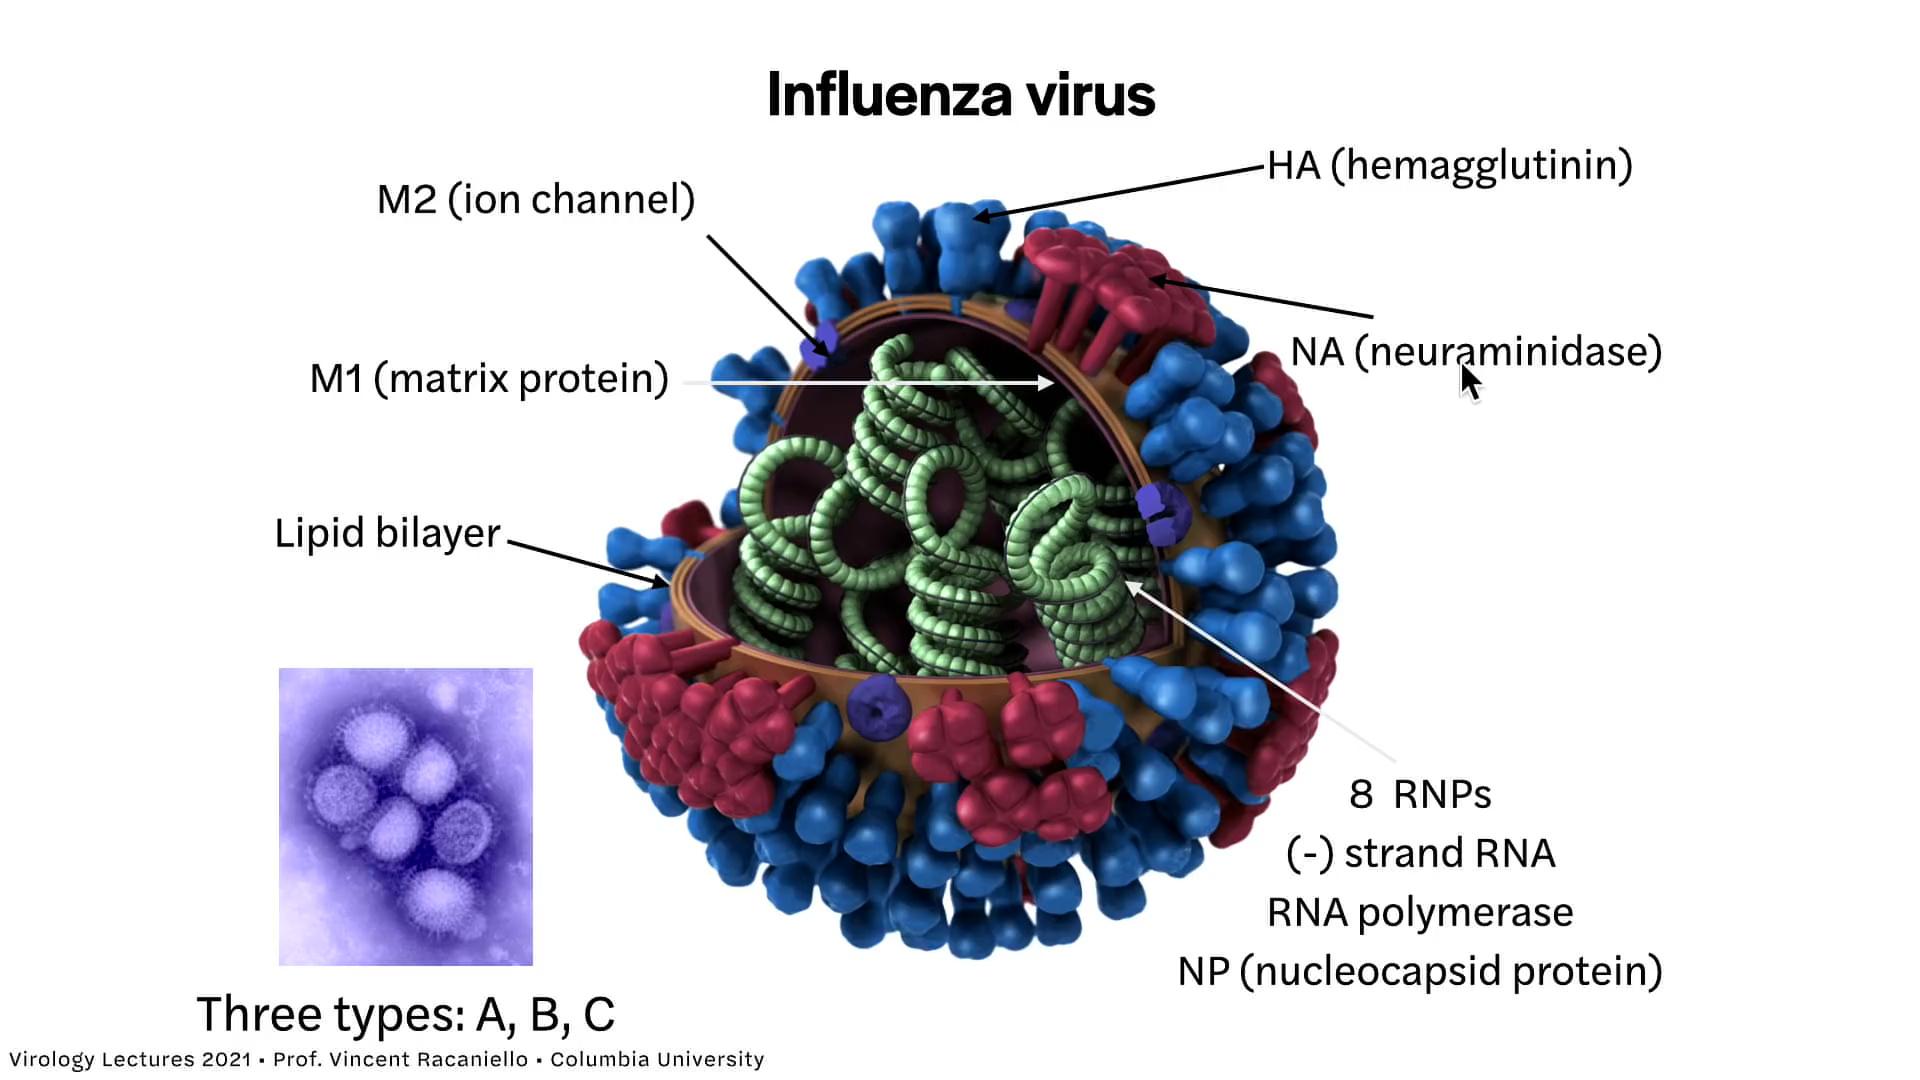 Influenza virus
HA (hemagglutinin)
M2 (ion channel)
NA (neuraminidase)
M1 (matrix protein)
Lipid bilayer
8 RNPs
(-) strand RNA
RNA polymerase
NP (nucleocapsid protein)
Three types: A, B, C
Virology Lectures 2021 • Prof. Vincent Racaniello • Columbia University